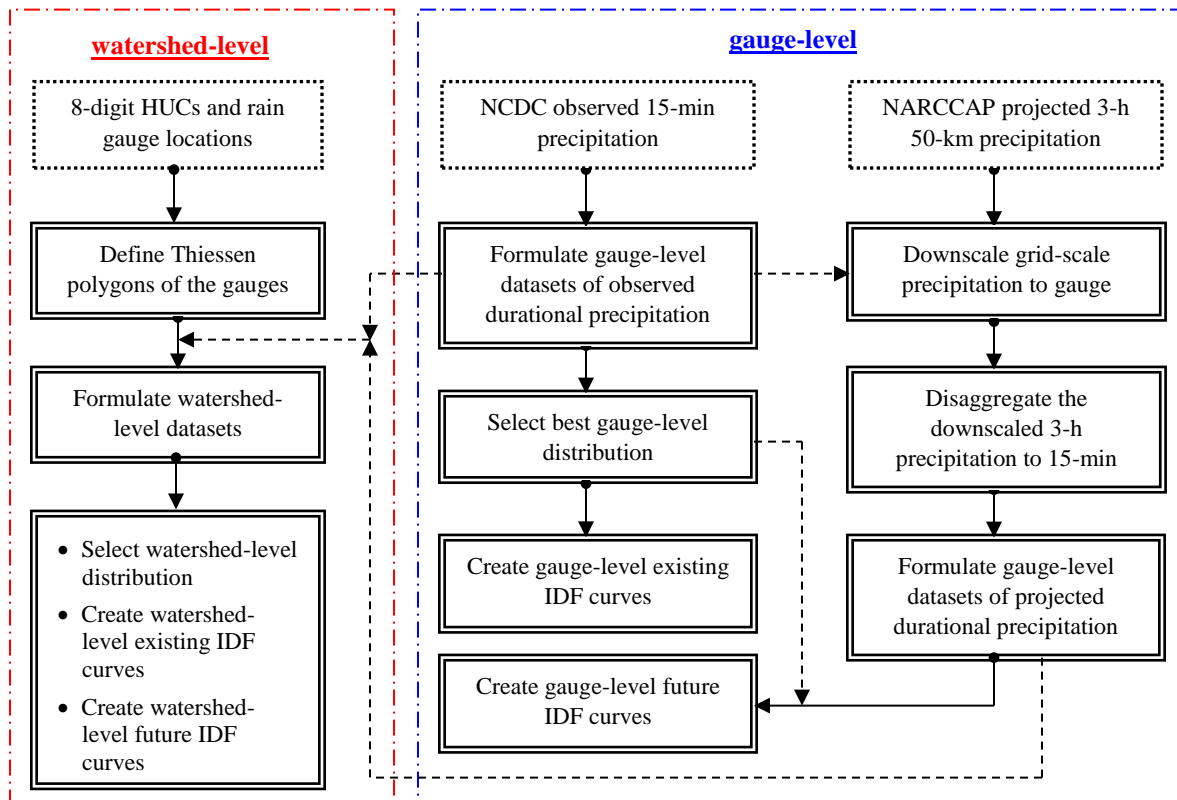 watershed-level
8-digit HUCs and rain
gauge locations
Define Thiessen
polygons of the gauges
Formulate watershed-
level datasets
• Select watershed-level
distribution
• Create watershed-
level existing IDF
curves
• Create watershed-
level future IDF
curves
gauge-level
NCDC observed 15-min
precipitation
Formulate gauge-level
datasets of observed
durational precipitation
Select best gauge-level
distribution
Create gauge-level existing
IDF curves
Create gauge-level future
IDF curves
NARCCAP projected 3-h
50-km precipitation
Downscale grid-scale
precipitation to gauge
Disaggregate the
downscaled 3-h
precipitation to 15-min
Formulate gauge-level
datasets of projected
durational precipitation